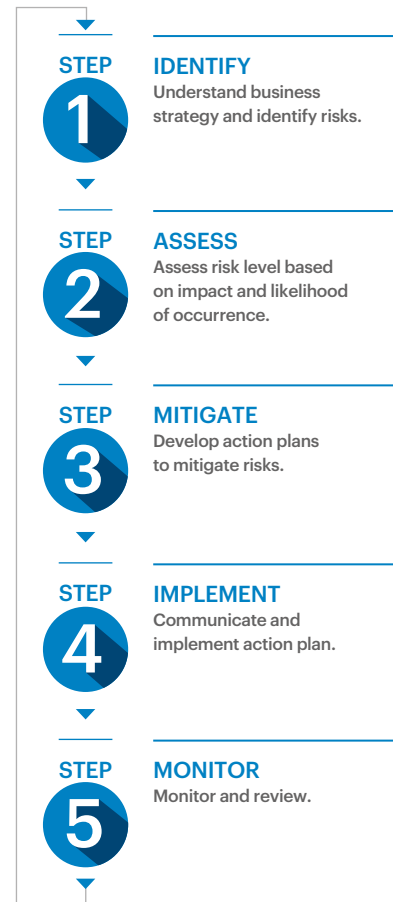 STEP
1
IDENTIFY
Understand business
strategy and identify risks.
STEP
2
ASSESS
Assess risk level based
on impact and likelihood
of occurrence.
STEP
3
MITIGATE
Develop action plans
to mitigate risks.
STEP
4
IMPLEMENT
Communicate and
implement action plan.
STEP
5
MONITOR
Monitor and review.